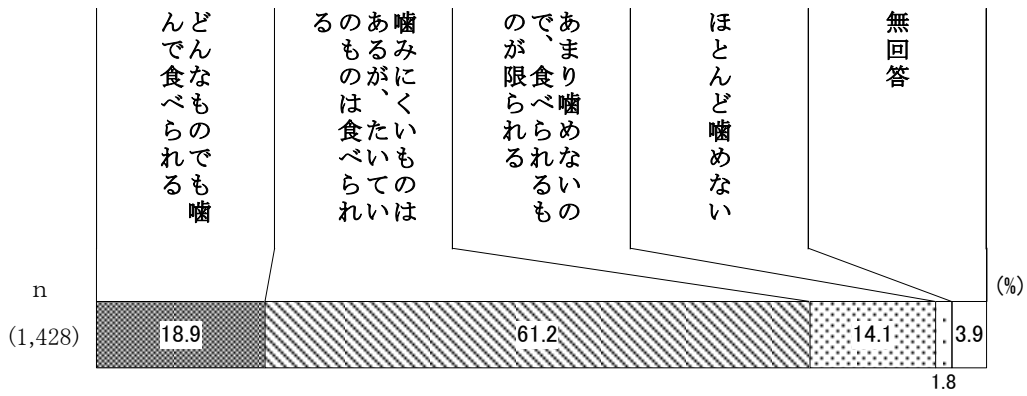 どんなものでも噛
んで食べられる
噛みにくいものは
あるが、たいてい
のものは食べられ
る
あまり噛めないの
で、食べられるも
のが限られる
ほとんど噛めない
無回答
(%)
n
(1,428)
18.9
61.2
14.1
3.9
1.8